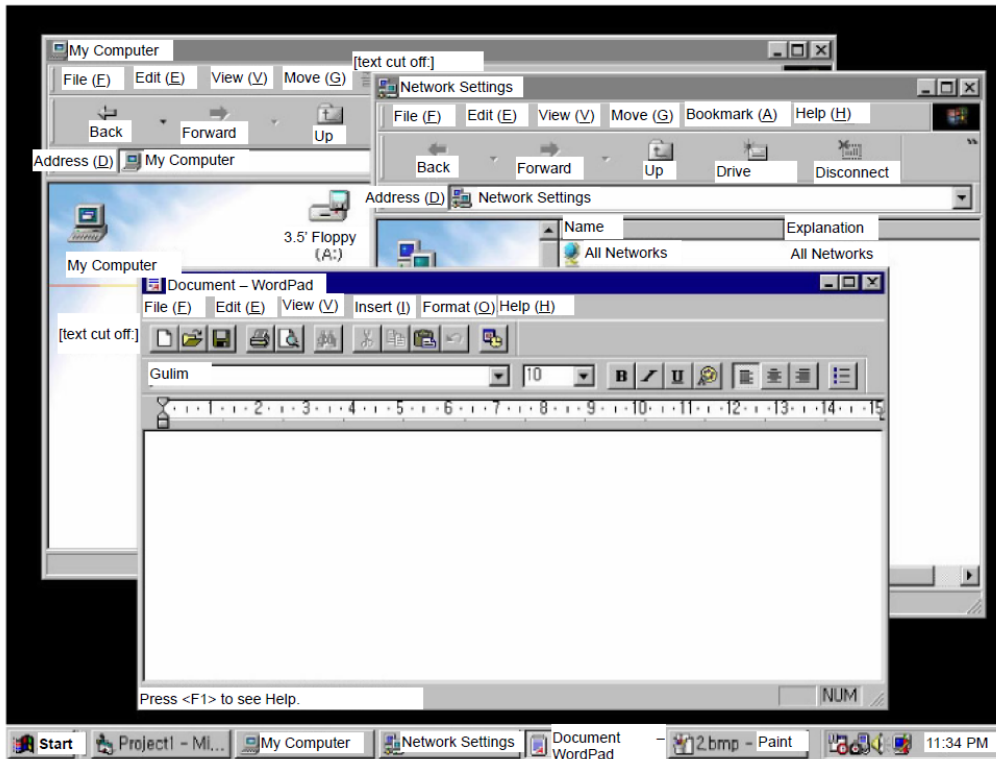 My Computer
[text cut off:]
File (F) Edit (E) View (V) Move (G)
Network Settings
File (F) Edit (E) View (V) Move (G) Bookmark (A) Help (H)
Back Forward Up
Back Forward Up Drive Disconnect
Address (D) My Computer
Address (D) Network Settings
Name Explanation
All Networks All Networks
3.5' Floppy
(A:)
My Computer
[text cut off:]
Document – WordPad
File (F) Edit (E) View (V) Insert (I) Format (O) Help (H)
Gulim 10 B I U
1 2 3 4 5 6 7 8 9 10 11 12 13 14 15
Press <F1> to see Help. NUM
Start Project1 - Mi... My Computer Network Settings Document – WordPad 2.bmp - Paint 11:34 PM